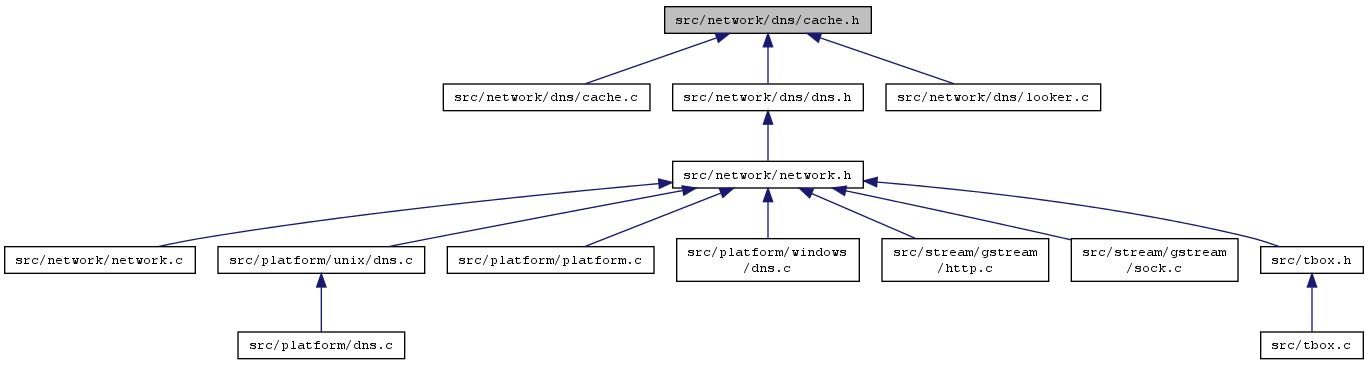 src/network/dns/cache.h
src/network/dns/cache.c
src/network/dns/dns.h
src/network/dns/looker.c
src/network/network.h
src/network/network.c
src/platform/unix/dns.c
src/platform/platform.c
src/platform/windows
/dns.c
src/stream/gstream
/http.c
src/stream/gstream
/sock.c
src/tbox.h
src/platform/dns.c
src/tbox.c